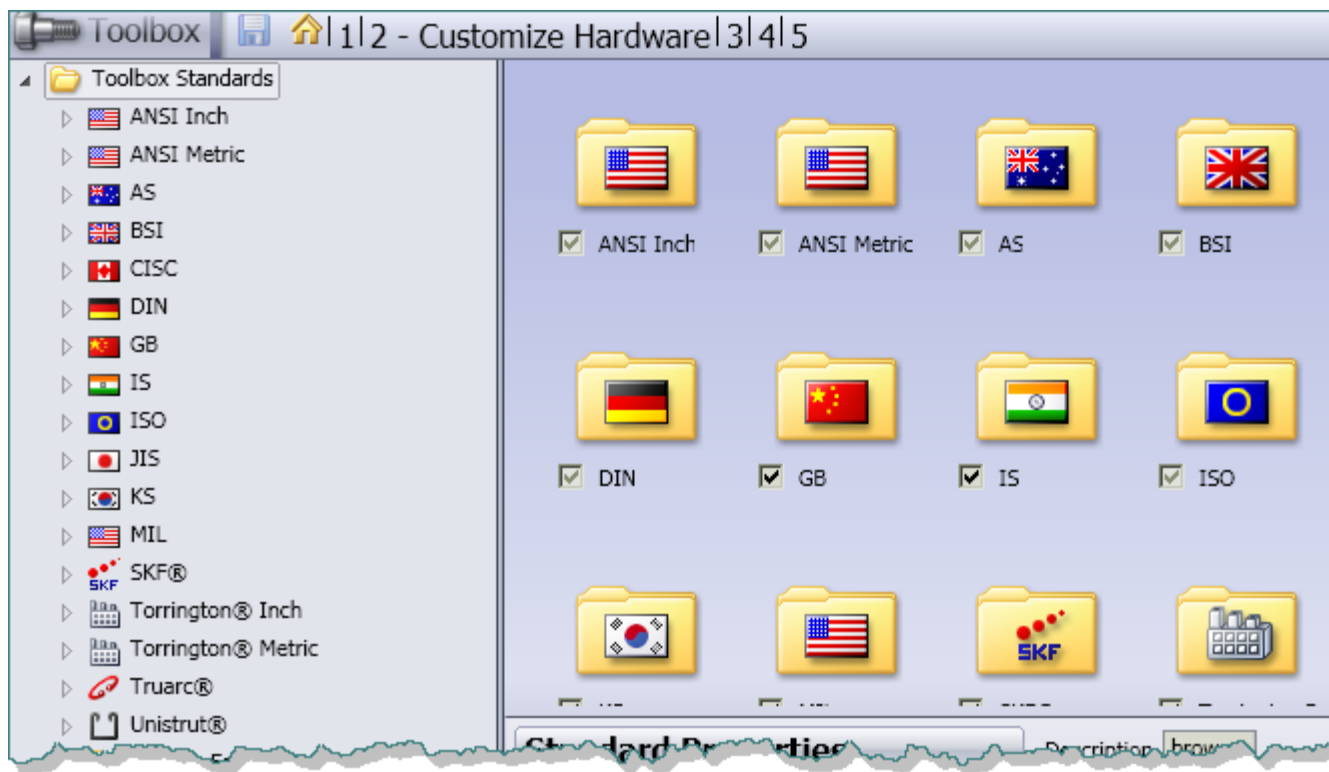 Toolbox 1 2 - Customize Hardware 3 4 5
Toolbox Standards
ANSI Inch
ANSI Metric
AS
BSI
CISC
DIN
GB
IS
ISO
JIS
KS
MIL
SKF SKF®
Torrington® Inch
Torrington® Metric
Truarc®
Unistrut®
ANSI Inch ANSI Metric AS BSI
DIN GB IS ISO
SKF
Standard Properties Description